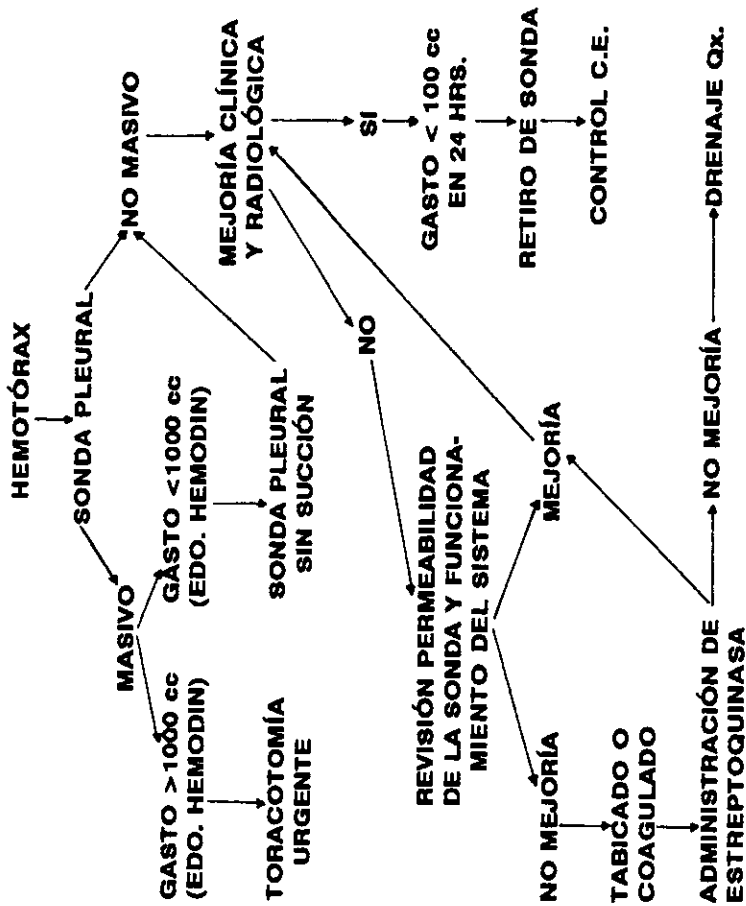 HEMOTÓRAX
SONDA PLEURAL
MASIVO
NO MASIVO
GASTO >1000 cc
(EDO. HEMODIN)
GASTO <1000 cc
(EDO. HEMODIN)
TORACOTOMÍA
URGENTE
SONDA PLEURAL
SIN SUCCIÓN
MEJORÍA CLÍNICA
Y RADIOLÓGICA
NO
SI
REVISIÓN PERMEABILIDAD
DE LA SONDA Y FUNCIONA-
MIENTO DEL SISTEMA
GASTO < 100 cc
EN 24 HRS.
NO MEJORÍA
MEJORÍA
RETIRO DE SONDA
TABICADO O
COAGULADO
CONTROL C.E.
ADMINISTRACIÓN DE
ESTREPTOQUINASA
NO MEJORÍA
DRENAJE Qx.